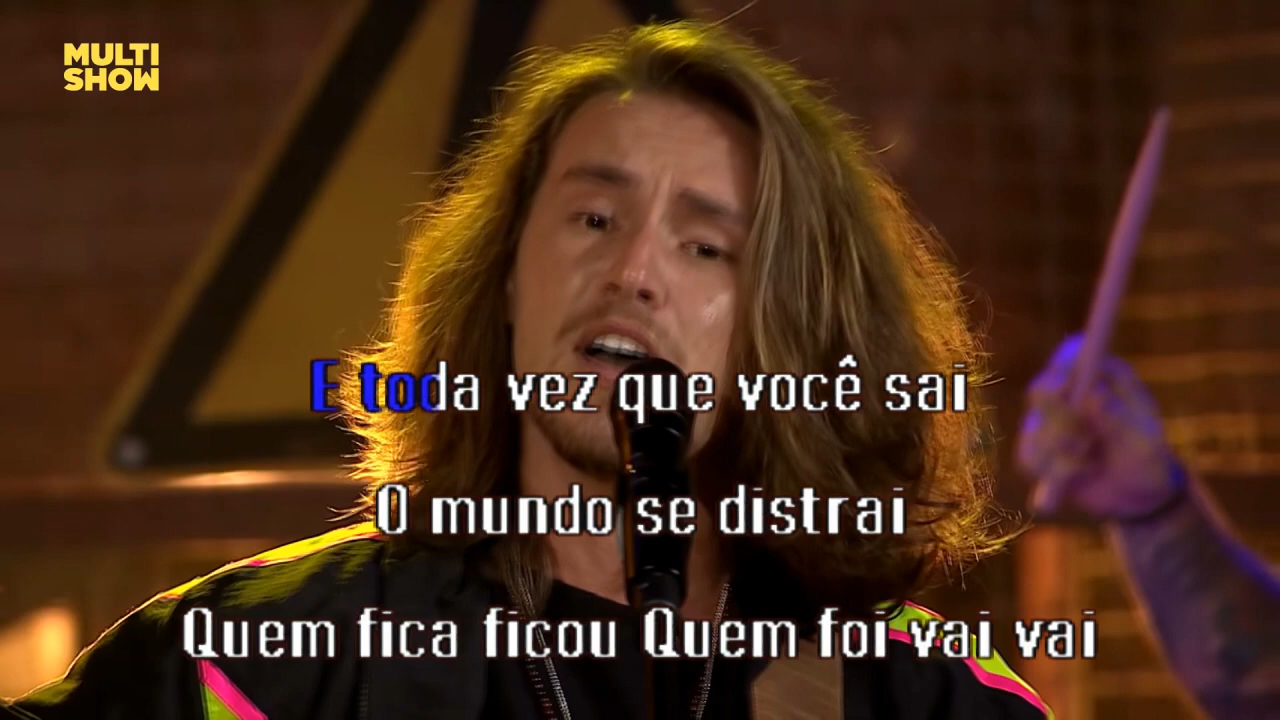 MULTI
SHOW
E toda vez que você sai
O mundo se distrai
Quem fica ficou Quem foi vai vai